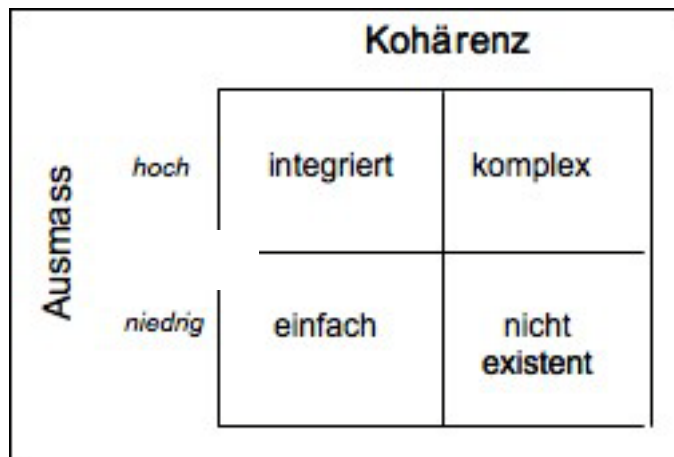 Kohärenz
Ausmass
hoch
integriert
komplex
niedrig
einfach
nicht
existent